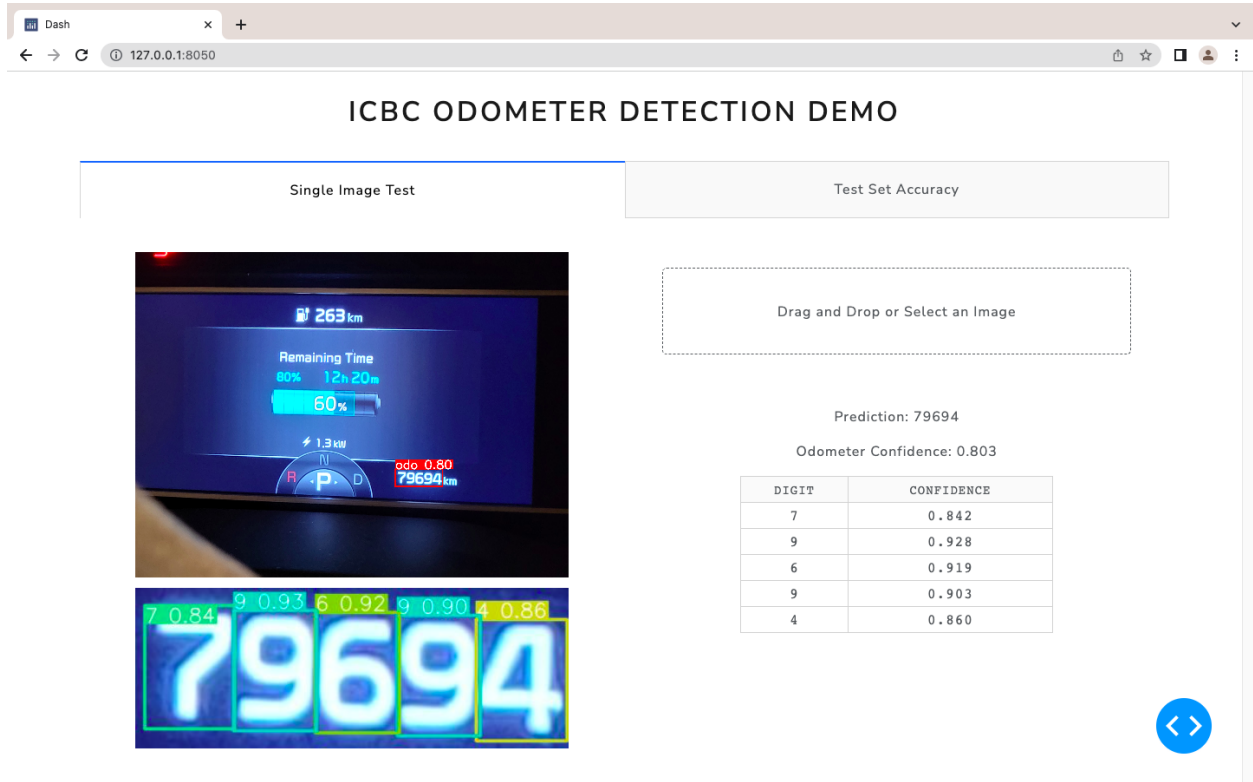 Dash
127.0.0.1:8050
ICBC ODOMETER DETECTION DEMO
Single Image Test
Test Set Accuracy
263 km
Remaining Time
80% 12h 20m
60%
1.3 kW
N
R P D
odo 0.80
79694 km
7 0.84 9 0.93 6 0.92 9 0.90 4 0.86
79694
Drag and Drop or Select an Image
Prediction: 79694
Odometer Confidence: 0.803
DIGIT CONFIDENCE
7 0.842
9 0.928
6 0.919
9 0.903
4 0.860